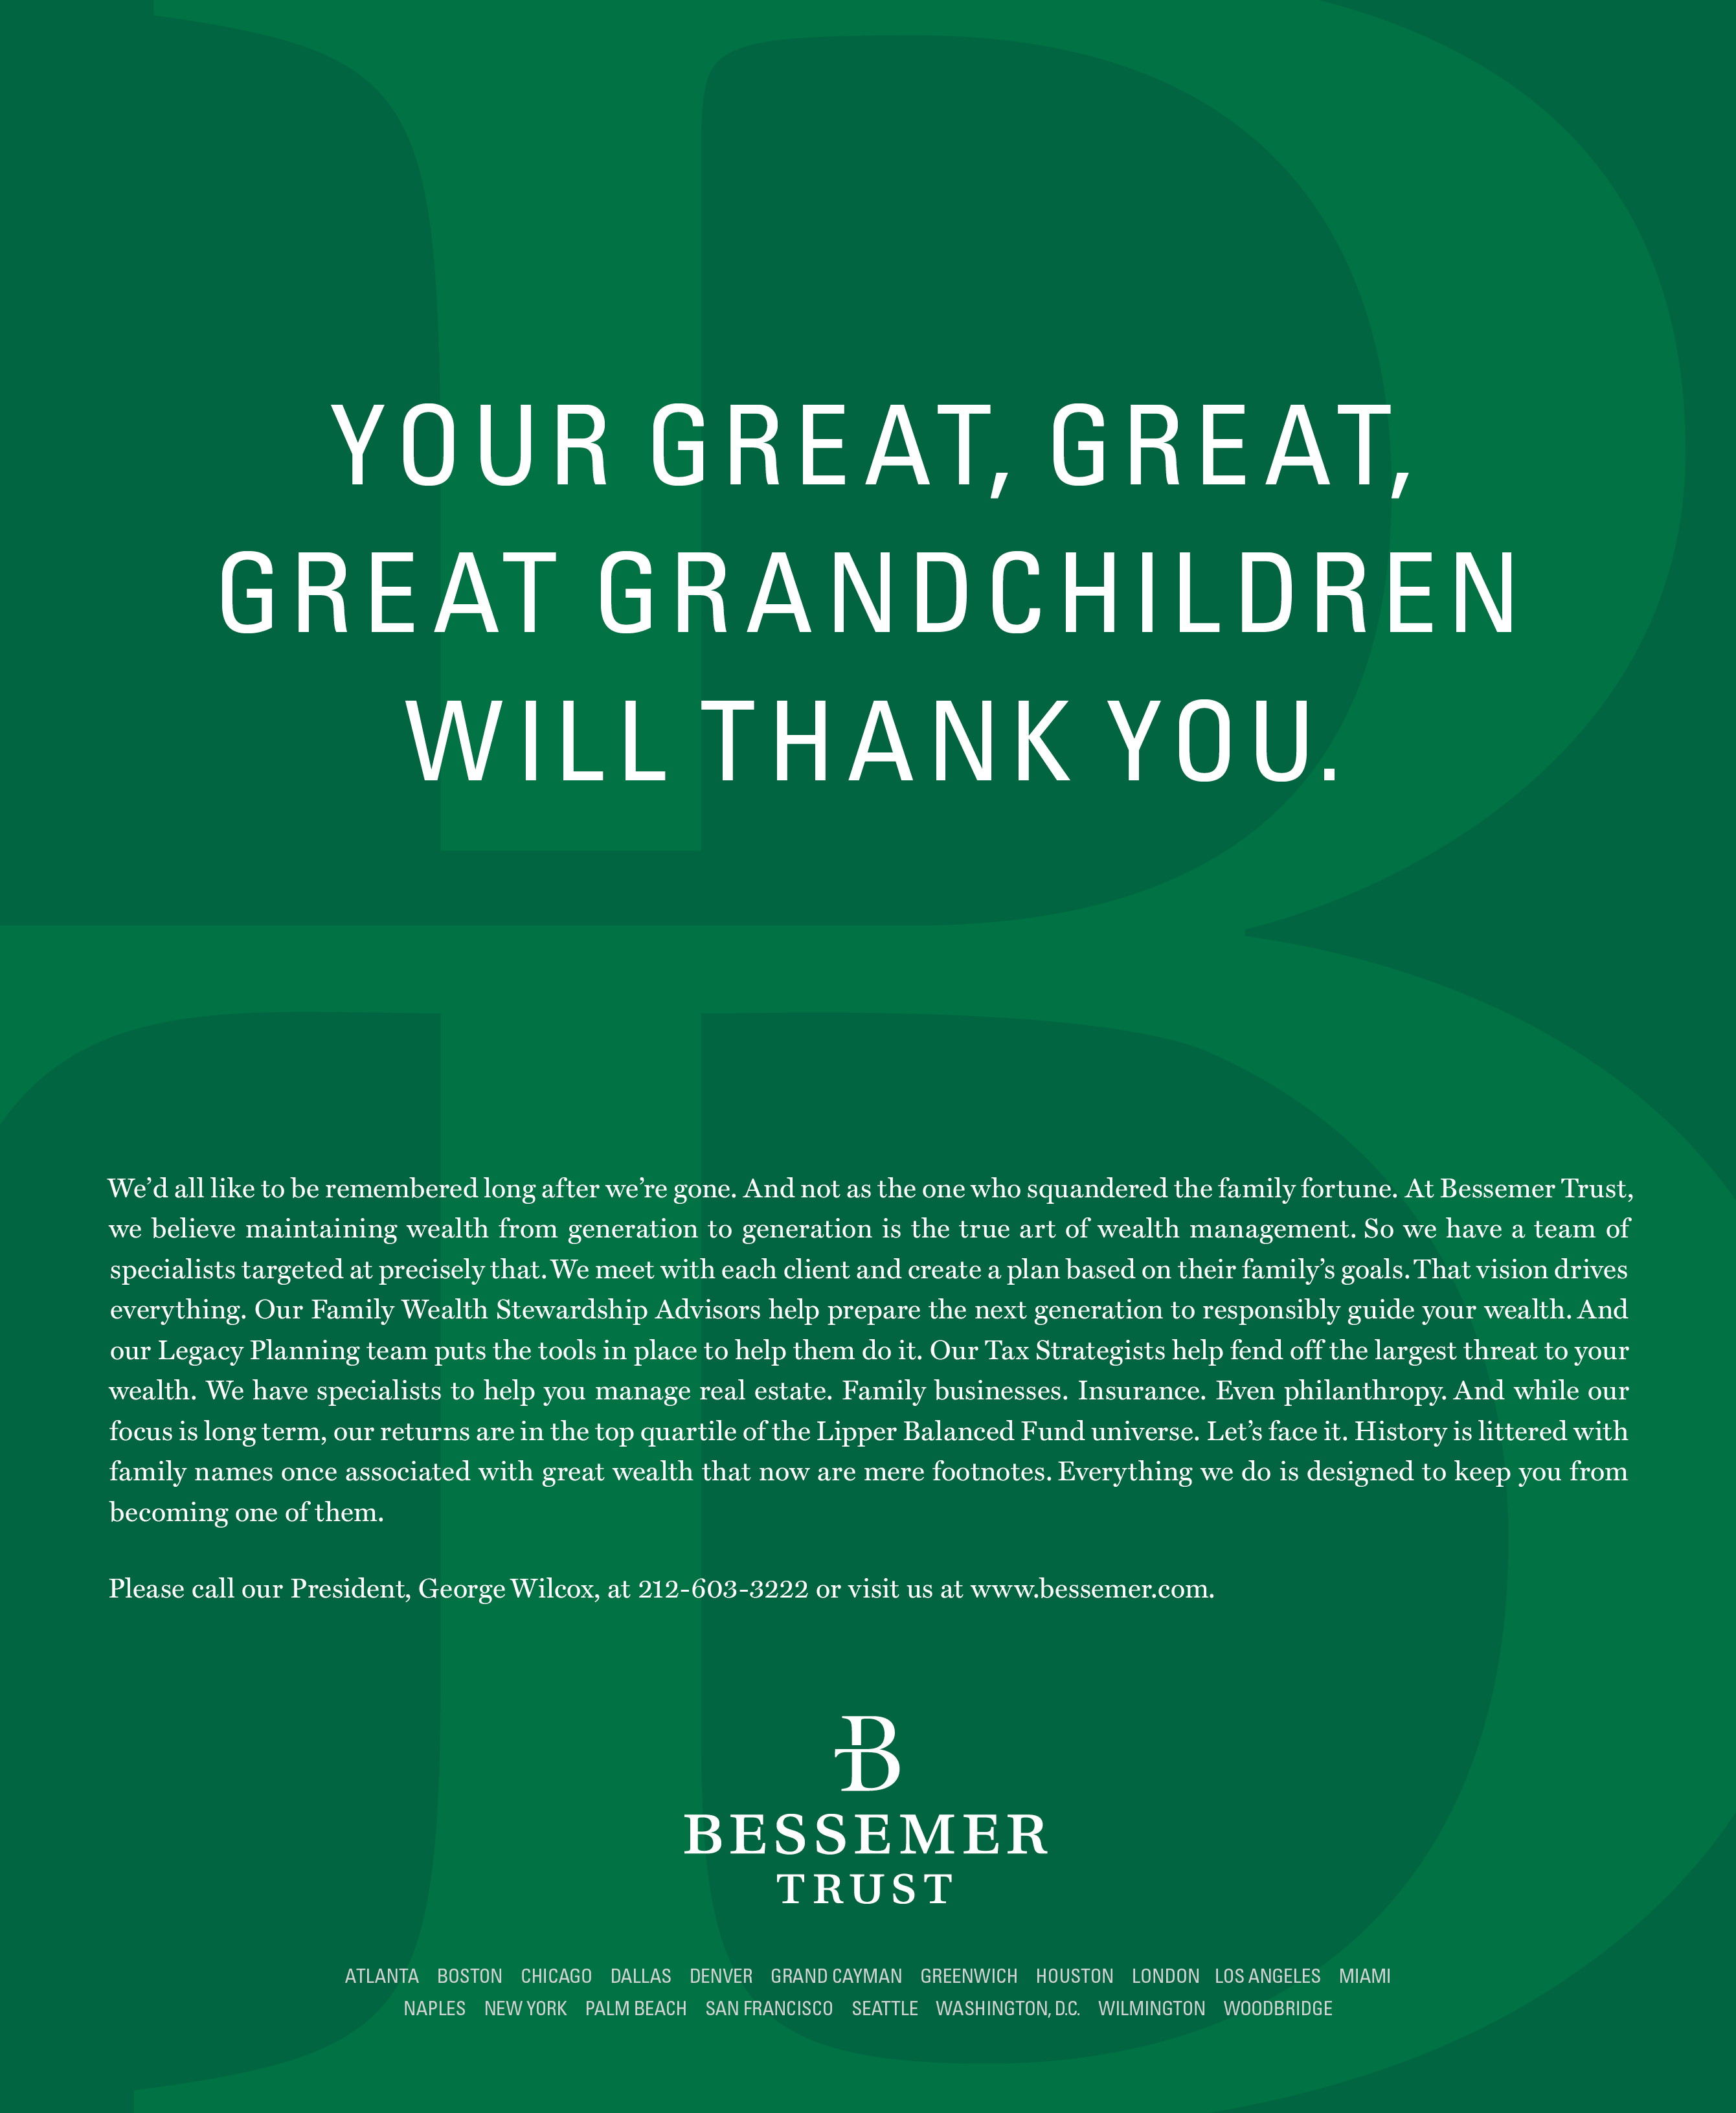 YOUR GREAT, GREAT,
GREAT GRANDCHILDREN
WILL THANK YOU.
We’d all like to be remembered long after we’re gone. And not as the one who squandered the family fortune. At Bessemer Trust,
we believe maintaining wealth from generation to generation is the true art of wealth management. So we have a team of
specialists targeted at precisely that. We meet with each client and create a plan based on their family’s goals. That vision drives
everything. Our Family Wealth Stewardship Advisors help prepare the next generation to responsibly guide your wealth. And
our Legacy Planning team puts the tools in place to help them do it. Our Tax Strategists help fend off the largest threat to your
wealth. We have specialists to help you manage real estate. Family businesses. Insurance. Even philanthropy. And while our
focus is long term, our returns are in the top quartile of the Lipper Balanced Fund universe. Let’s face it. History is littered with
family names once associated with great wealth that now are mere footnotes. Everything we do is designed to keep you from
becoming one of them.
Please call our President, George Wilcox, at 212-603-3222 or visit us at www.bessemer.com.
B
BESSEMER
TRUST
ATLANTA BOSTON CHICAGO DALLAS DENVER GRAND CAYMAN GREENWICH HOUSTON LONDON LOS ANGELES MIAMI
NAPLES NEW YORK PALM BEACH SAN FRANCISCO SEATTLE WASHINGTON, D.C. WILMINGTON WOODBRIDGE